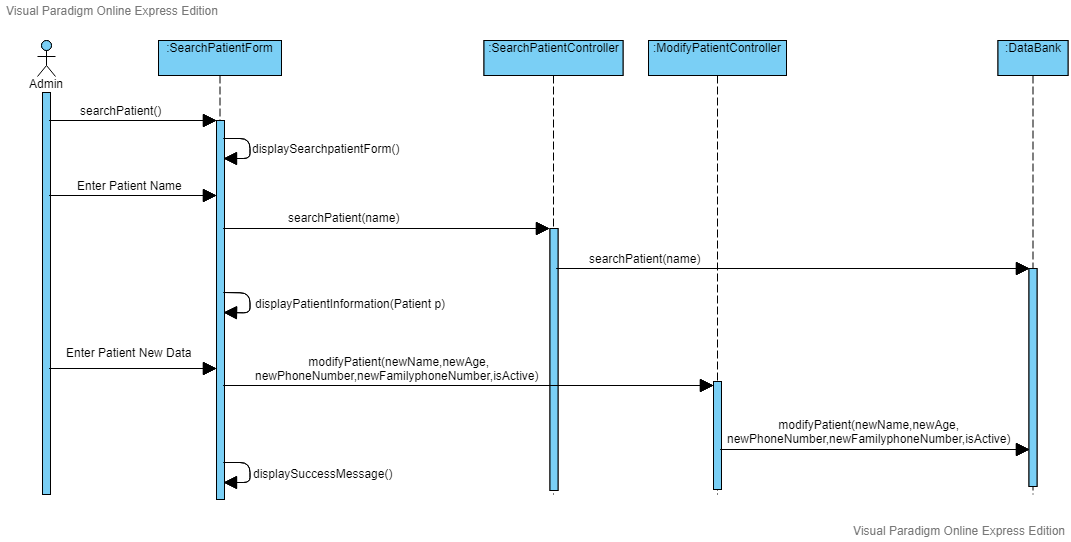 Visual Paradigm Online Express Edition
:SearchPatientForm
:SearchPatientController
:ModifyPatientController
:DataBank
Admin
searchPatient()
displaySearchpatientForm()
Enter Patient Name
searchPatient(name)
searchPatient(name)
displayPatientInformation(Patient p)
Enter Patient New Data
modifyPatient(newName,newAge,
newPhoneNumber,newFamilyphoneNumber,isActive)
modifyPatient(newName,newAge,
newPhoneNumber,newFamilyphoneNumber,isActive)
displaySuccessMessage()
Visual Paradigm Online Express Edition